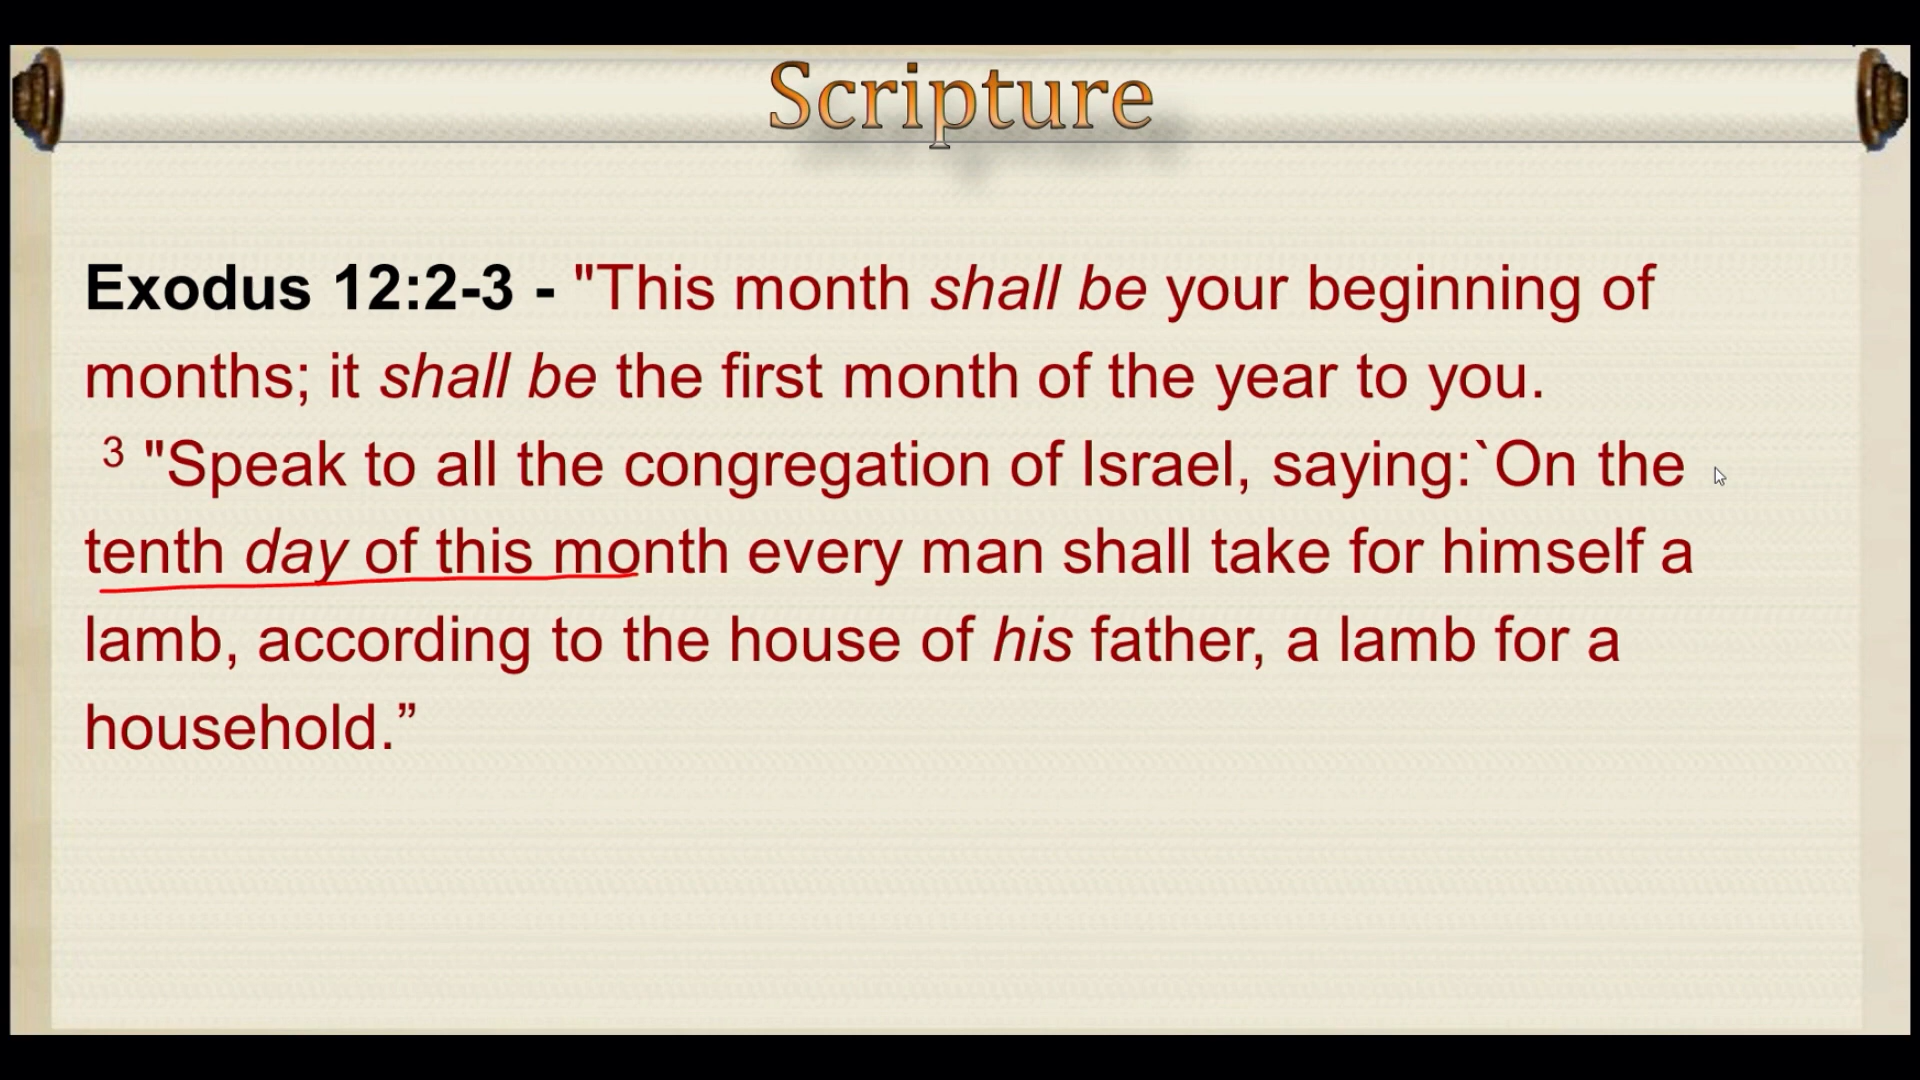 Scripture
Exodus 12:2-3 - "This month shall be your beginning of
months; it shall be the first month of the year to you.
3 "Speak to all the congregation of Israel, saying:`On the
tenth day of this month every man shall take for himself a
lamb, according to the house of his father, a lamb for a
household.”